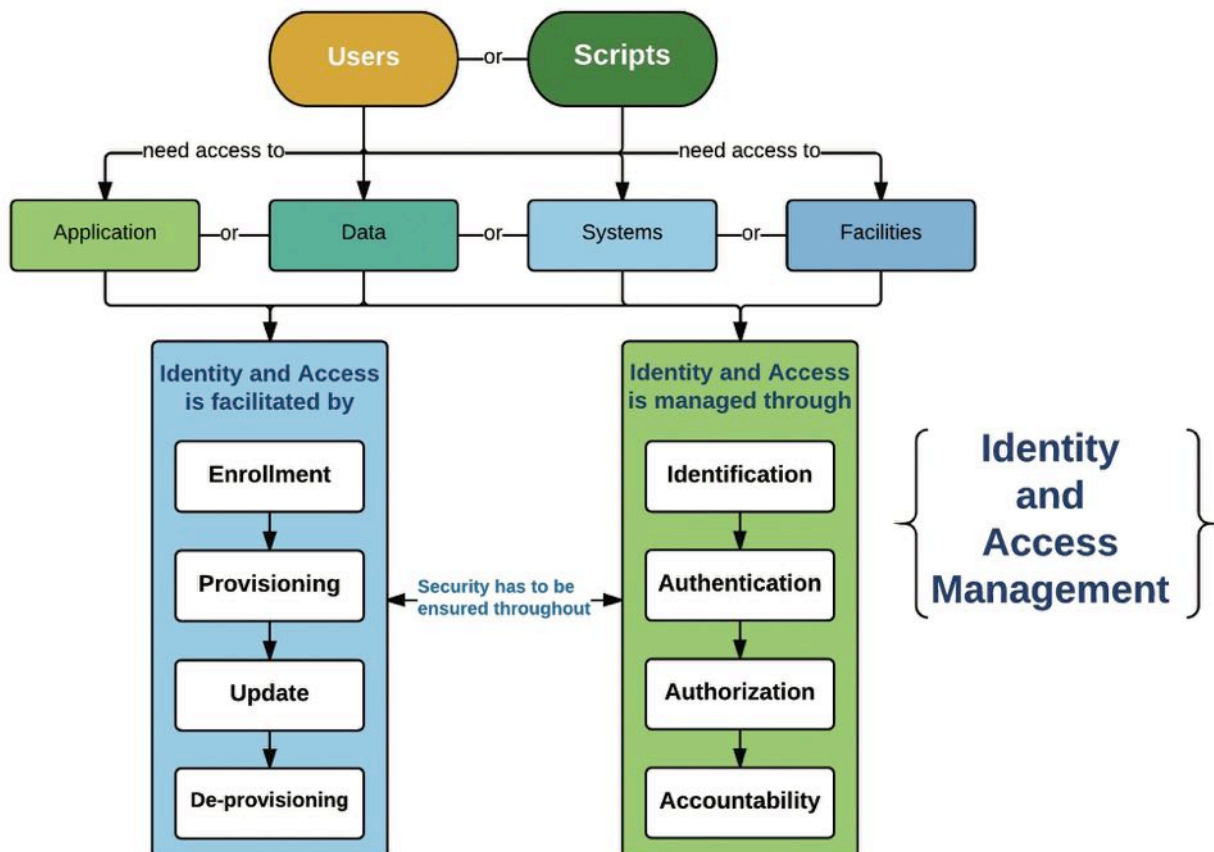 Users
or
Scripts
need access to
need access to
Application
or
Data
or
Systems
or
Facilities
Identity and Access
is facilitated by
Enrollment
Provisioning
Update
De-provisioning
Security has to be
ensured throughout
Identity and Access
is managed through
Identification
Authentication
Authorization
Accountability
Identity
and
Access
Management